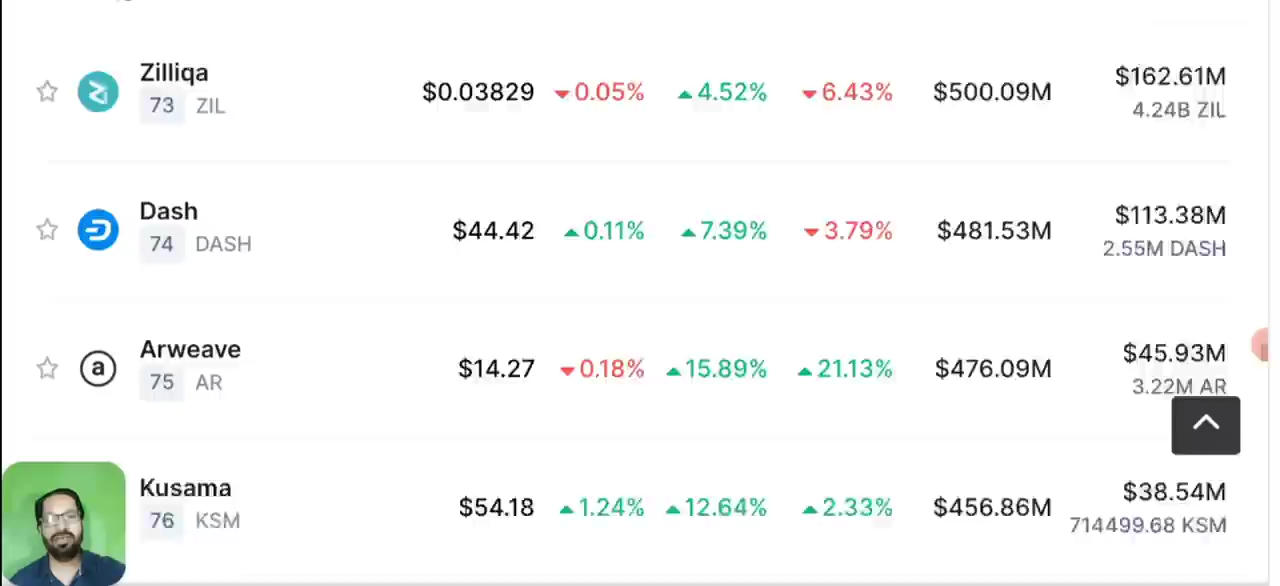 Zilliqa
73 ZIL
$0.03829 0.05% 4.52% 6.43% $500.09M $162.61M
4.24B ZIL
Dash
74 DASH
$44.42 0.11% 7.39% 3.79% $481.53M $113.38M
2.55M DASH
Arweave
75 AR
$14.27 0.18% 15.89% 21.13% $476.09M $45.93M
3.22M AR
Kusama
76 KSM
$54.18 1.24% 12.64% 2.33% $456.86M $38.54M
714499.68 KSM